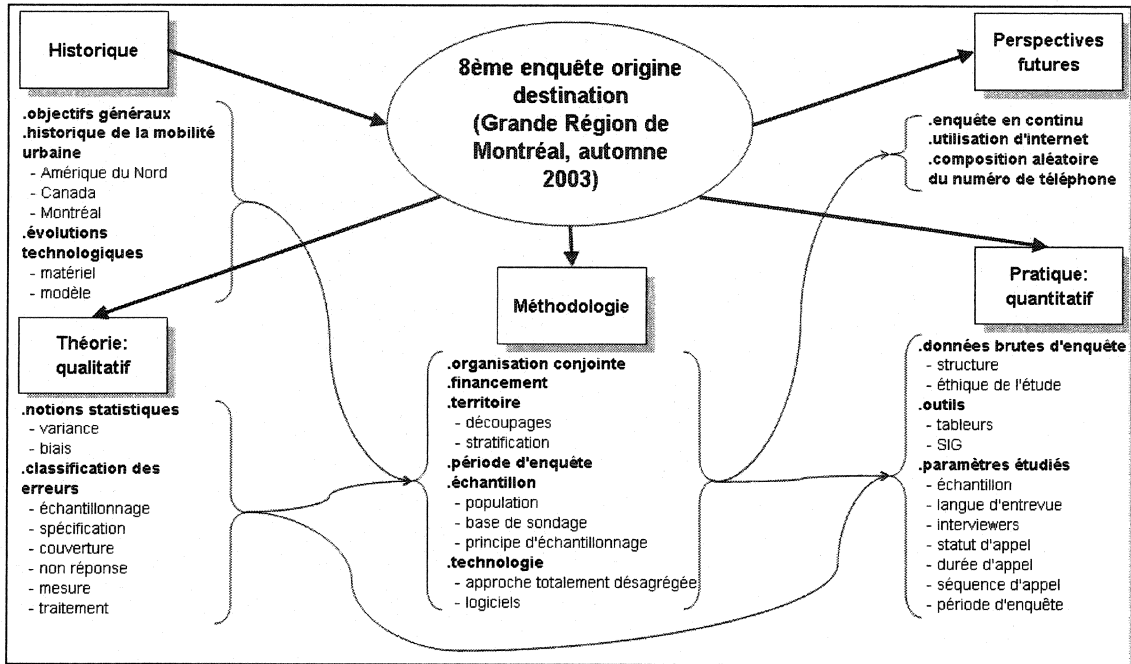 Historique
.objectifs généraux
.historique de la mobilité
urbaine
- Amérique du Nord
- Canada
- Montréal
.évolutions
technologiques
- matériel
- modèle
8ème enquête origine
destination
(Grande Région de
Montréal, automne
2003)
Perspectives
futures
.enquête en continu
.utilisation d'internet
.composition aléatoire
du numéro de téléphone
Théorie:
qualitatif
.notions statistiques
- variance
- biais
.classification des
erreurs
- échantillonnage
- spécification
- couverture
- non réponse
- mesure
- traitement
Méthodologie
.organisation conjointe
.financement
.territoire
- découpages
- stratification
.période d'enquête
.échantillon
- population
- base de sondage
- principe d'échantillonnage
.technologie
- approche totalement désagrégée
- logiciels
Pratique:
quantitatif
.données brutes d'enquête
- structure
- éthique de l'étude
.outils
- tableurs
- SIG
.paramètres étudiés
- échantillon
- langue d'entrevue
- interviewers
- statut d'appel
- durée d'appel
- séquence d'appel
- période d'enquête